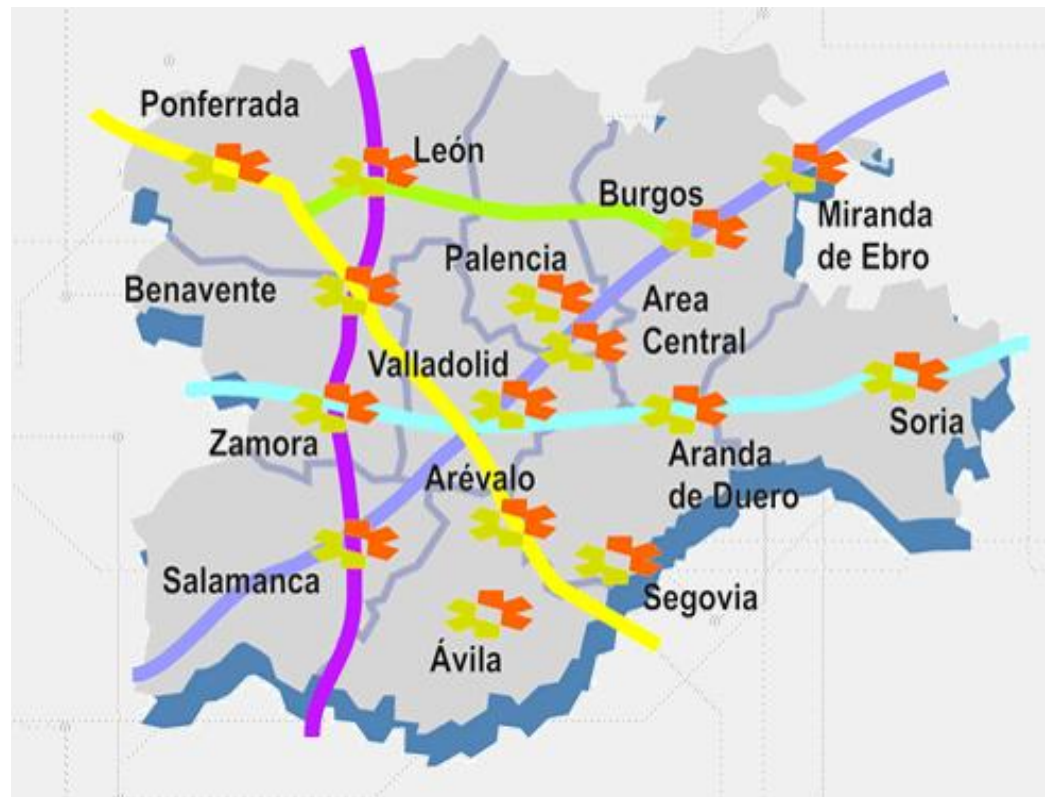 Ponferrada
León
Burgos
Miranda
de Ebro
Palencia
Benavente
Area
Central
Valladolid
Soria
Zamora
Aranda
de Duero
Arévalo
Salamanca
Segovia
Ávila